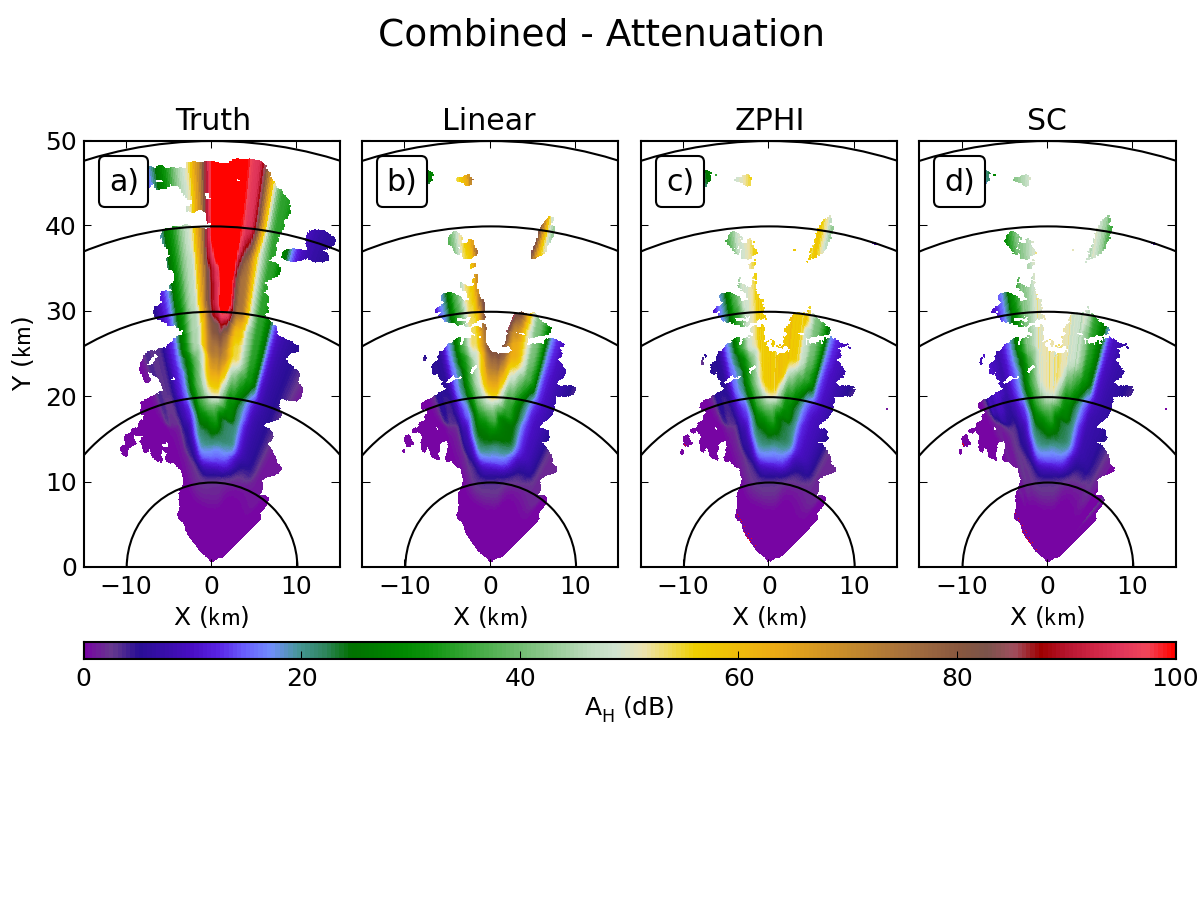 Combined - Attenuation
Truth Linear ZPHI SC
a) b) c) d)
50
40
30
20
10
0
Y (km)
−10 0 10 −10 0 10 −10 0 10 −10 0 10
X (km) X (km) X (km) X (km)
0 20 40 60 80 100
A_H (dB)